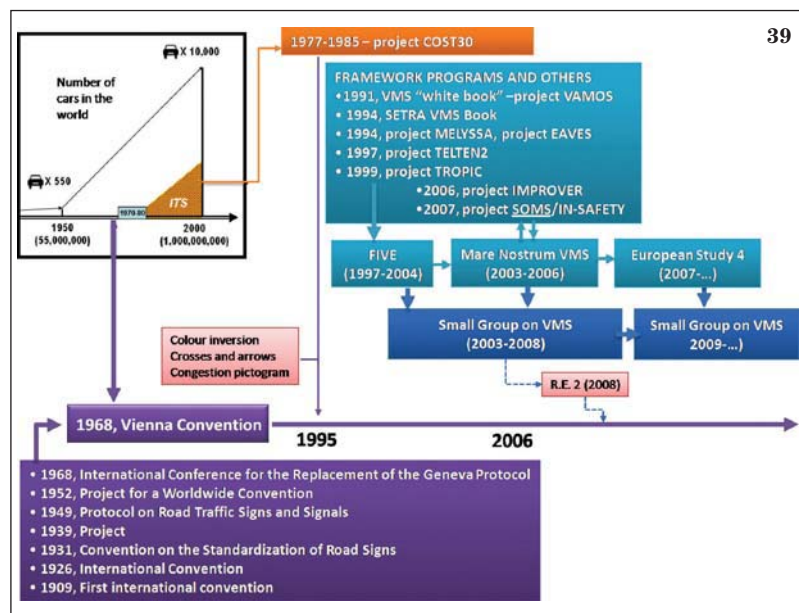 39
X 10,000
Number of
cars in the
world
X 550
1970-80
ITS
1950
(55,000,000)
2000
(1,000,000,000)
1977-1985 – project COST30
FRAMEWORK PROGRAMS AND OTHERS
•1991, VMS “white book” –project VAMOS
• 1994, SETRA VMS Book
• 1994, project MELYSSA, project EAVES
• 1997, project TELTEN2
• 1999, project TROPIC
• 2006, project IMPROVER
• 2007, project SOMS/IN-SAFETY
FIVE
(1997-2004)
Mare Nostrum VMS
(2003-2006)
European Study 4
(2007-...)
Small Group on VMS
(2003-2008)
Small Group on VMS
2009-...)
Colour inversion
Crosses and arrows
Congestion pictogram
R.E. 2 (2008)
1968, Vienna Convention
1995
2006
• 1968, International Conference for the Replacement of the Geneva Protocol
• 1952, Project for a Worldwide Convention
• 1949, Protocol on Road Traffic Signs and Signals
• 1939, Project
• 1931, Convention on the Standardization of Road Signs
• 1926, International Convention
• 1909, First international convention